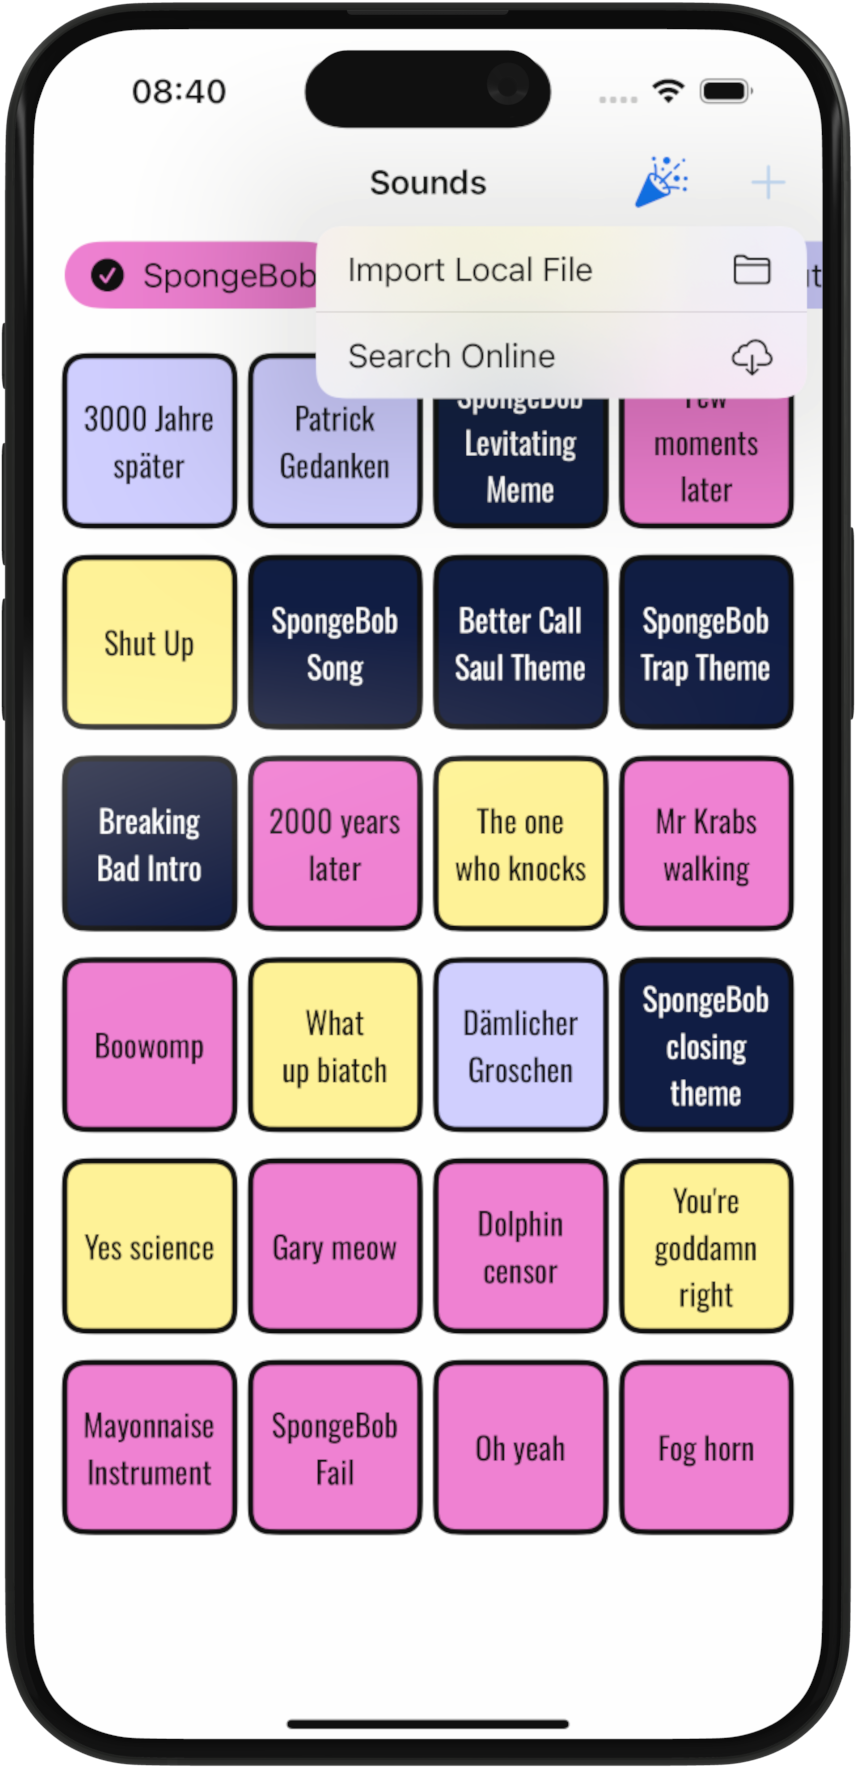 08:40
Sounds
SpongeBob
Import Local File
Search Online
3000 Jahre
später
Patrick
Gedanken
SpongeBob
Levitating
Meme
Few
moments
later
Shut Up
SpongeBob
Song
Better Call
Saul Theme
SpongeBob
Trap Theme
Breaking
Bad Intro
2000 years
later
The one
who knocks
Mr Krabs
walking
Boowomp
What
up biatch
Dämlicher
Groschen
SpongeBob
closing
theme
Yes science
Gary meow
Dolphin
censor
You're
goddamn
right
Mayonnaise
Instrument
SpongeBob
Fail
Oh yeah
Fog horn